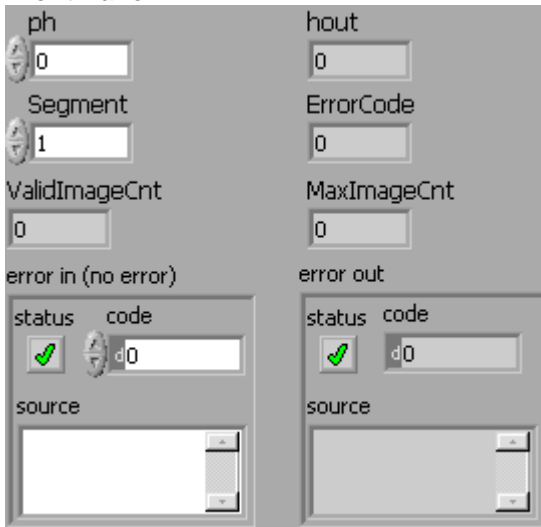 ph hout
0 0
Segment ErrorCode
1 0
ValidImageCnt MaxImageCnt
0 0
error in (no error) error out
status code status code
d0 d0
source source